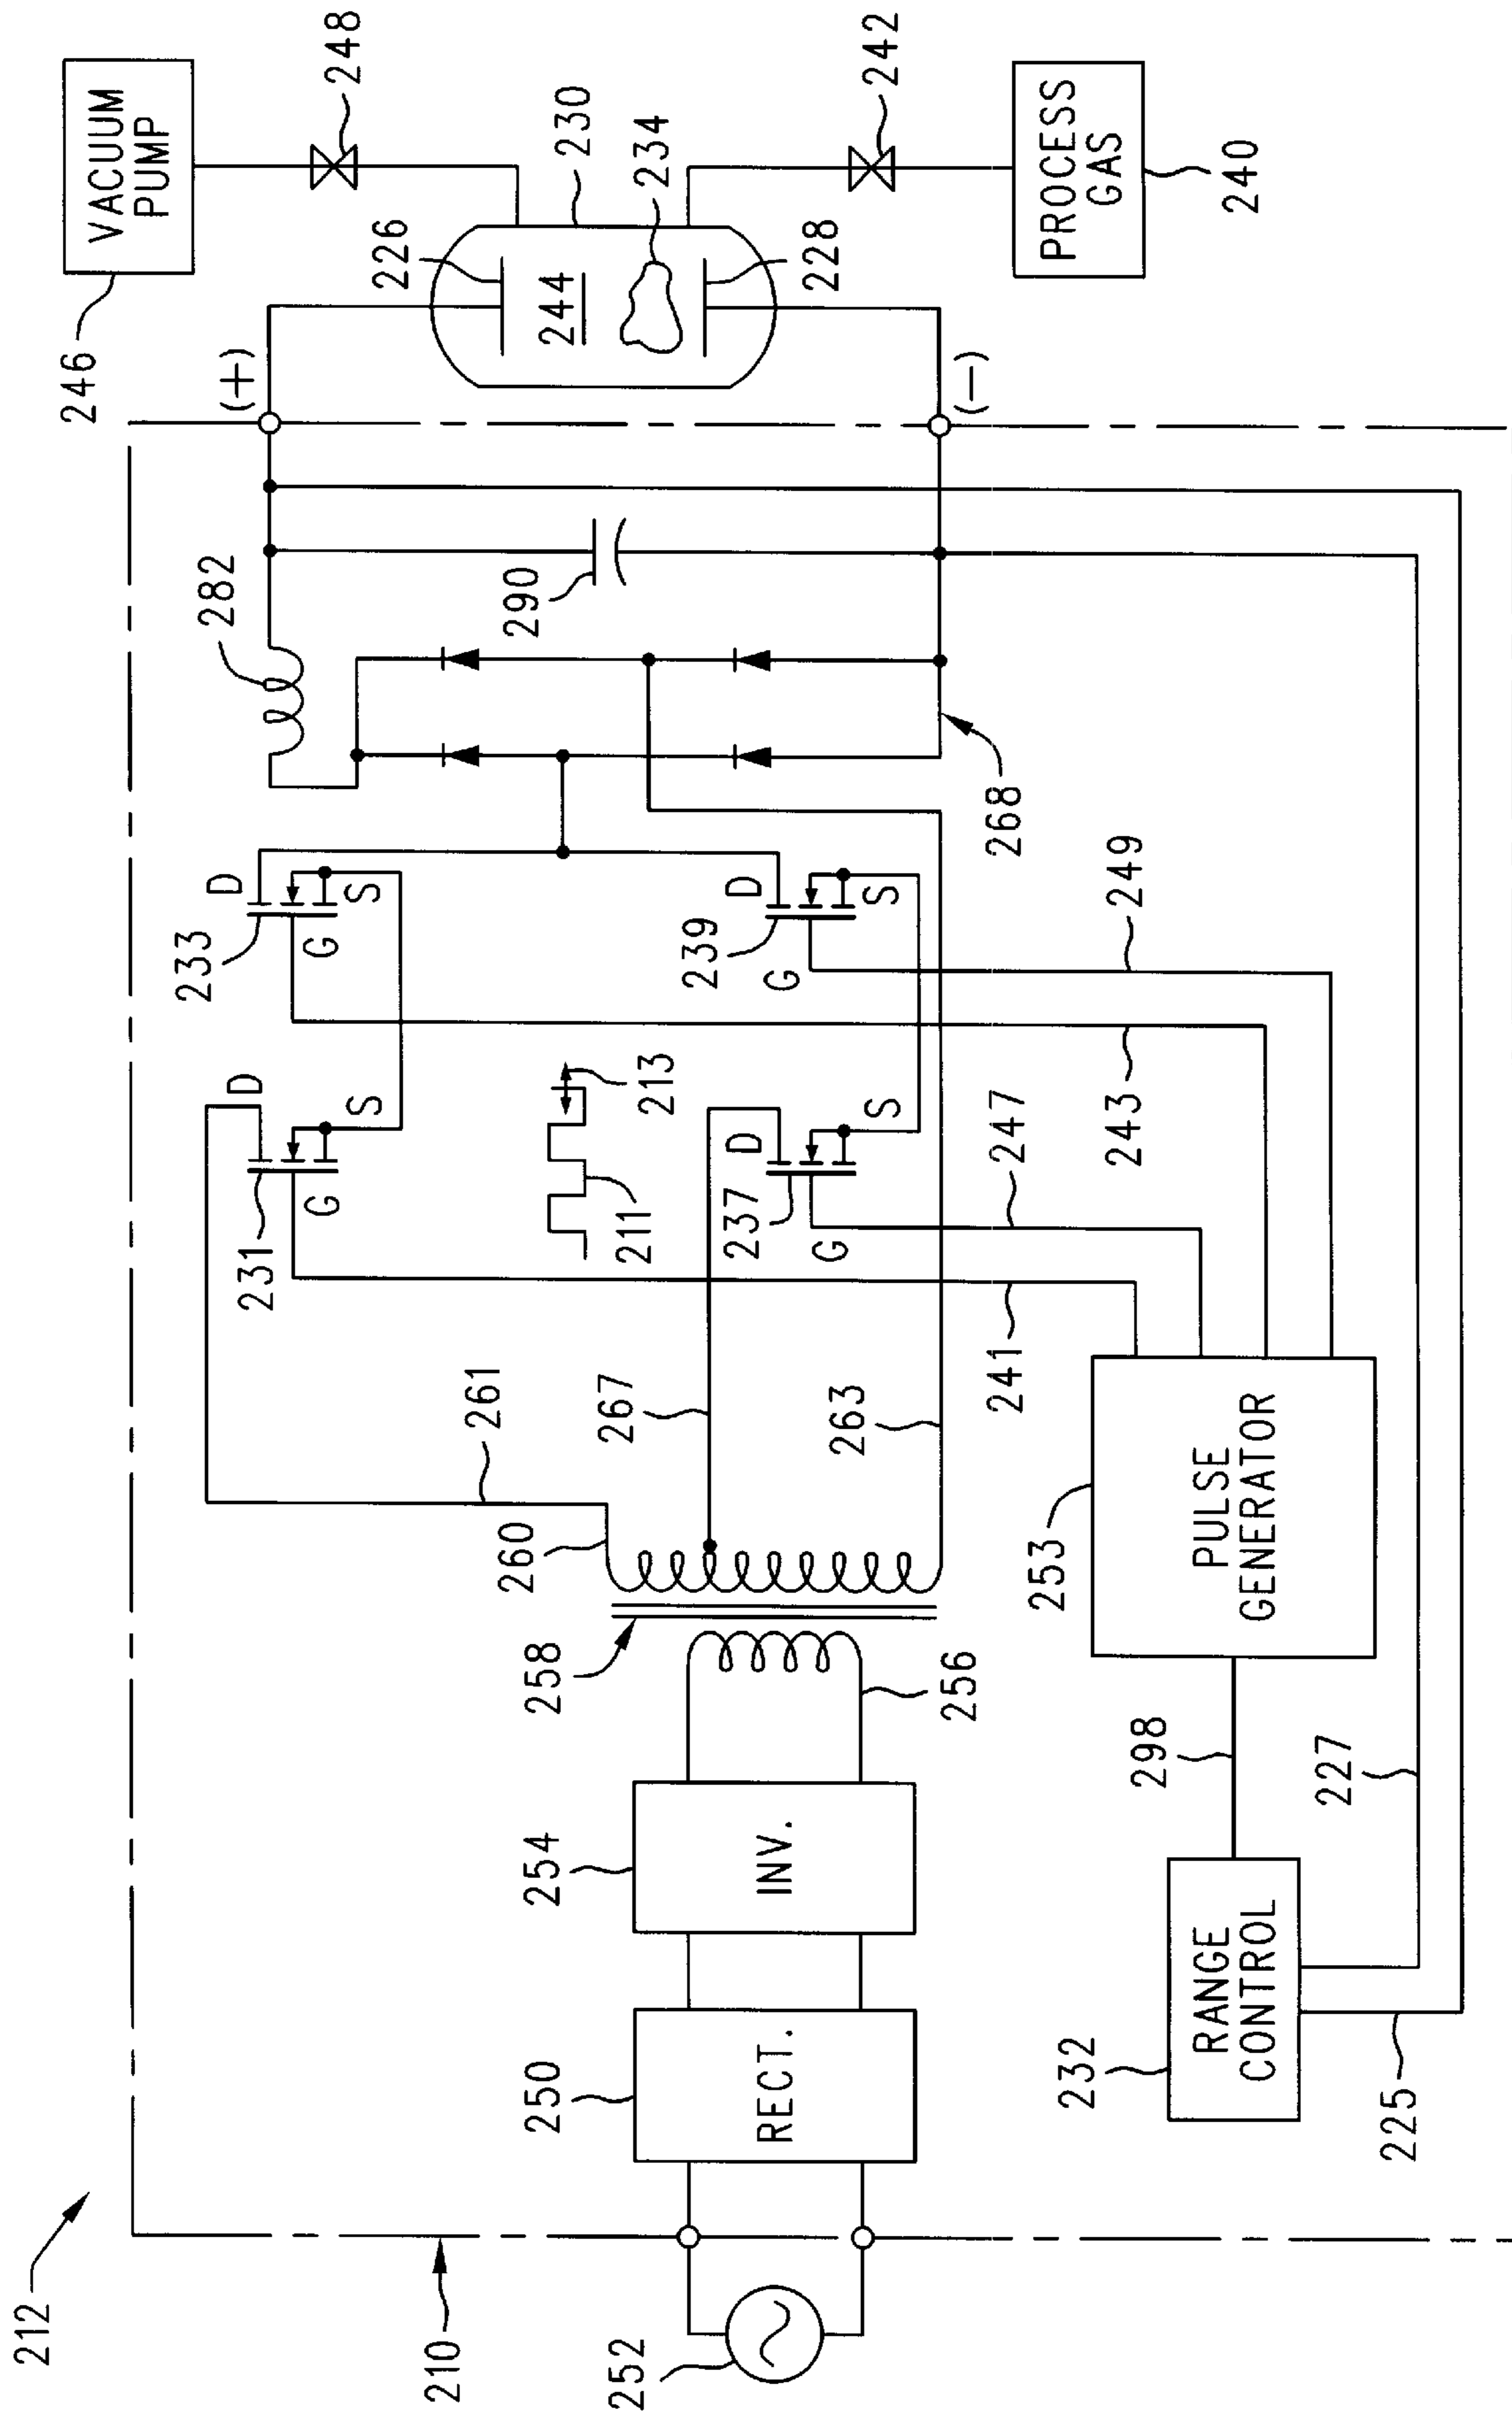 212
210
252
250
RECT.
254
INV.
258
256
260
261
267
263
231
D
G
S
233
D
G
S
211
213
237
D
G
S
239
D
G
S
241
247
243
249
253
PULSE
GENERATOR
298
232
RANGE
CONTROL
225
227
282
290
268
(+)
(−)
246
VACUUM
PUMP
248
230
226
244
234
228
242
PROCESS
GAS
240